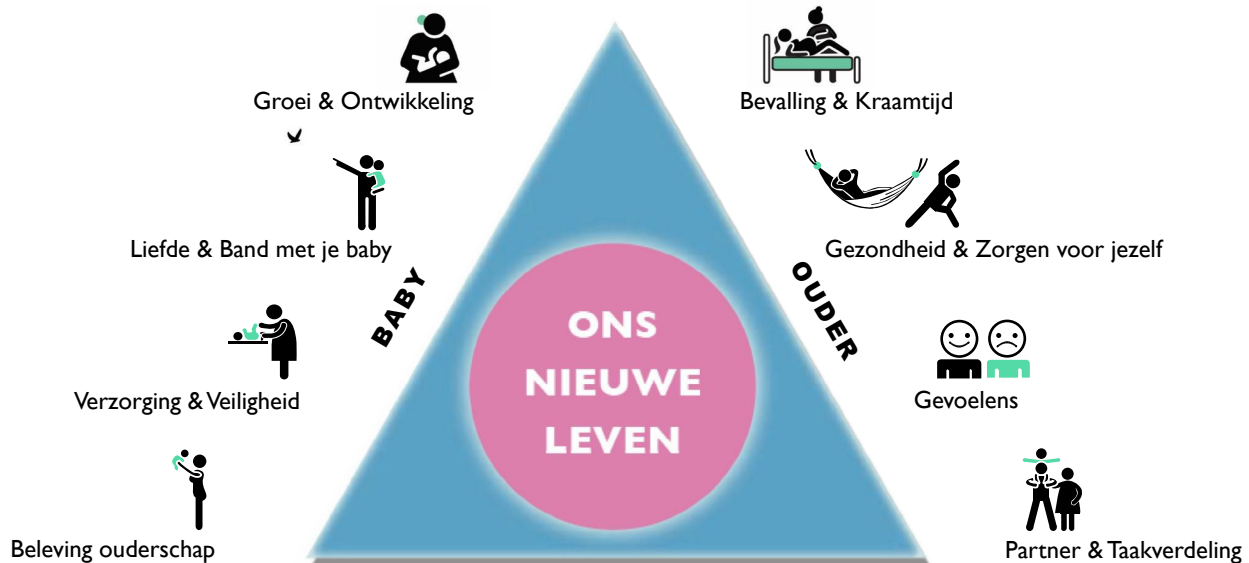 Groei & Ontwikkeling
Bevalling & Kraamtijd
Liefde & Band met je baby
Gezondheid & Zorgen voor jezelf
BABY
OUDER
ONS
NIEUWE
LEVEN
Verzorging & Veiligheid
Gevoelens
Beleving ouderschap
Partner & Taakverdeling